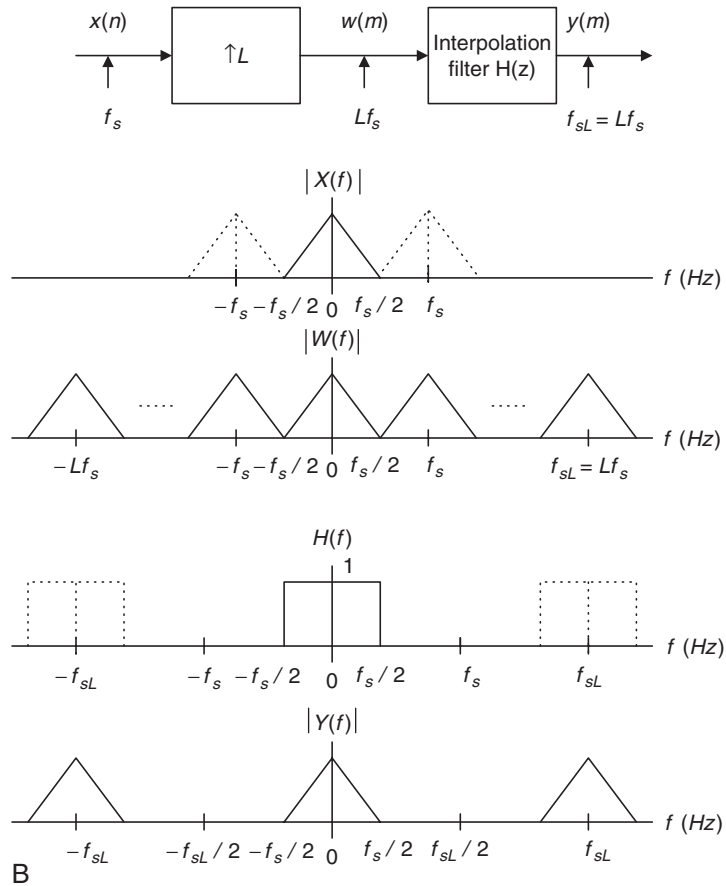 x(n)
↑L
w(m)
Interpolation
filter H(z)
y(m)
f_s
Lf_s
f_sL = Lf_s
|X(f)|
f (Hz)
−f_s −f_s / 2 0 f_s / 2 f_s
|W(f)|
..... .....
f (Hz)
−Lf_s −f_s −f_s / 2 0 f_s / 2 f_s f_sL = Lf_s
H(f)
1
f (Hz)
−f_sL −f_s −f_s / 2 0 f_s / 2 f_s f_sL
|Y(f)|
f (Hz)
−f_sL −f_sL / 2 −f_s / 2 0 f_s / 2 f_sL / 2 f_sL
B